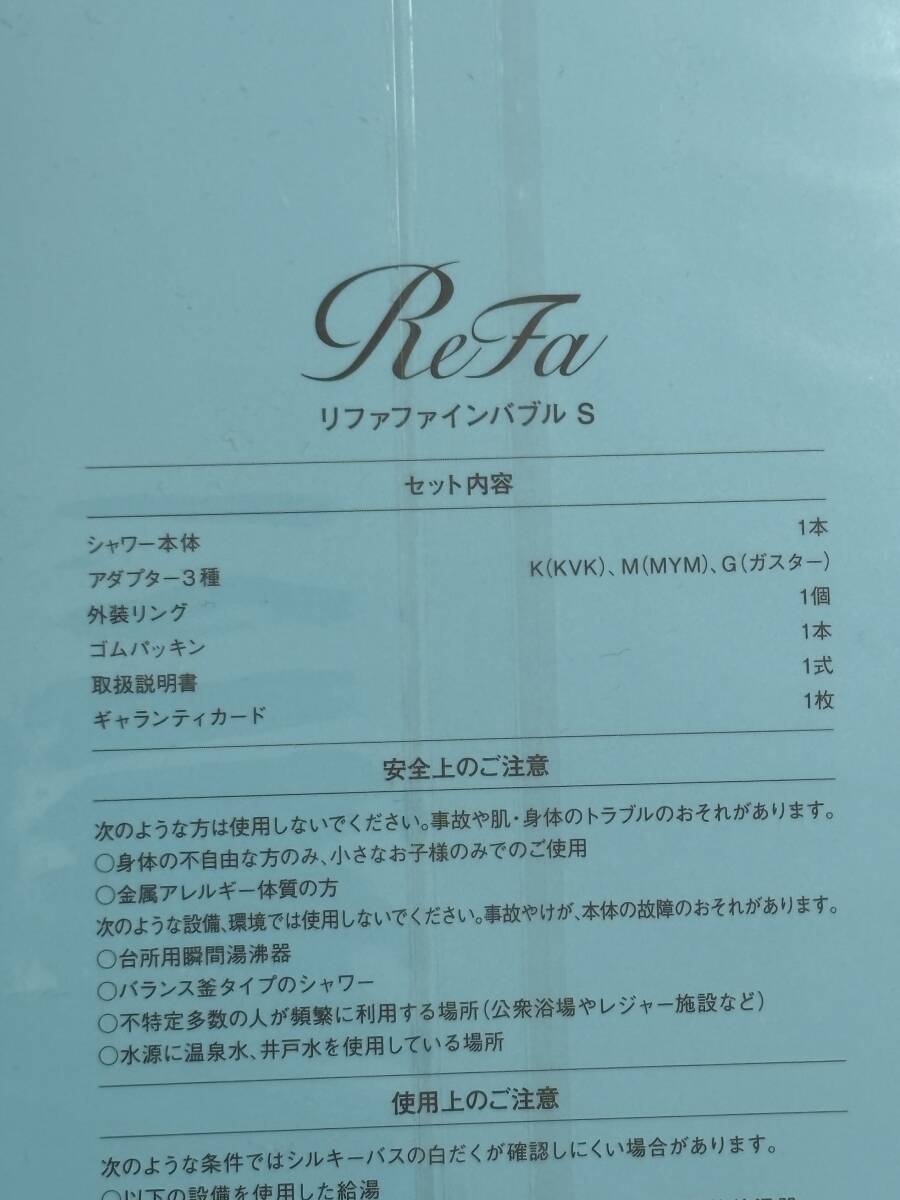 ReFa
リファファインバブル S
セット内容
シャワー本体 1本
アダプター3種 K(KVK)、M(MYM)、G(ガスター)
外装リング 1個
ゴムパッキン 1本
取扱説明書 1式
ギャランティカード 1枚
安全上のご注意
次のような方は使用しないでください。事故や肌・身体のトラブルのおそれがあります。
○身体の不自由な方のみ、小さなお子様のみでのご使用
○金属アレルギー体質の方
次のような設備、環境では使用しないでください。事故やけが、本体の故障のおそれがあります。
○台所用瞬間湯沸器
○バランス釜タイプのシャワー
○不特定多数の人が頻繁に利用する場所(公衆浴場やレジャー施設など)
○水源に温泉水、井戸水を使用している場所
使用上のご注意
次のような条件ではシルキーバスの白だくが確認しにくい場合があります。
○以下の設備を使用した給湯